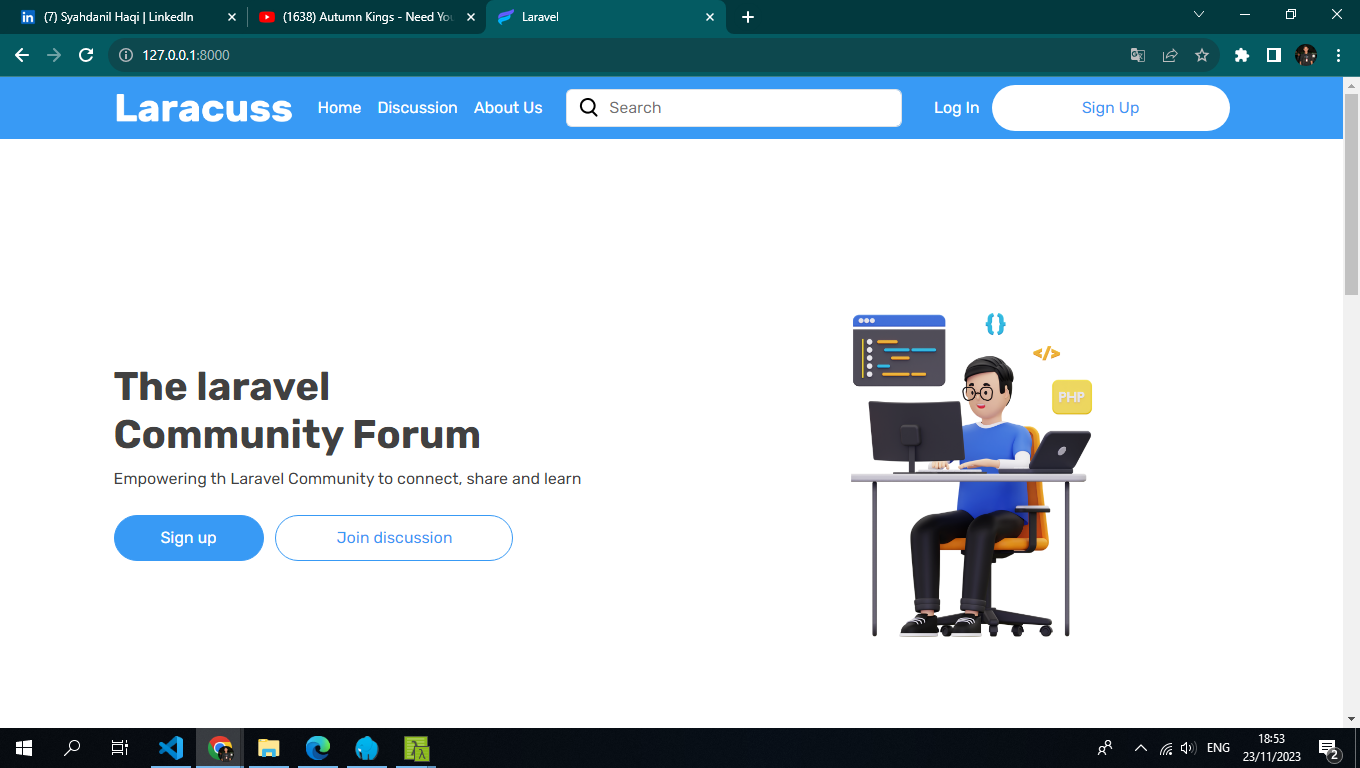 (7) Syahdanil Haqi | LinkedIn
(1638) Autumn Kings - Need You
Laravel
127.0.0.1:8000
Laracuss
Home
Discussion
About Us
Search
Log In
Sign Up
{}
</>
PHP
The laravel
Community Forum
Empowering th Laravel Community to connect, share and learn
Sign up
Join discussion
ENG
18:53
23/11/2023
2